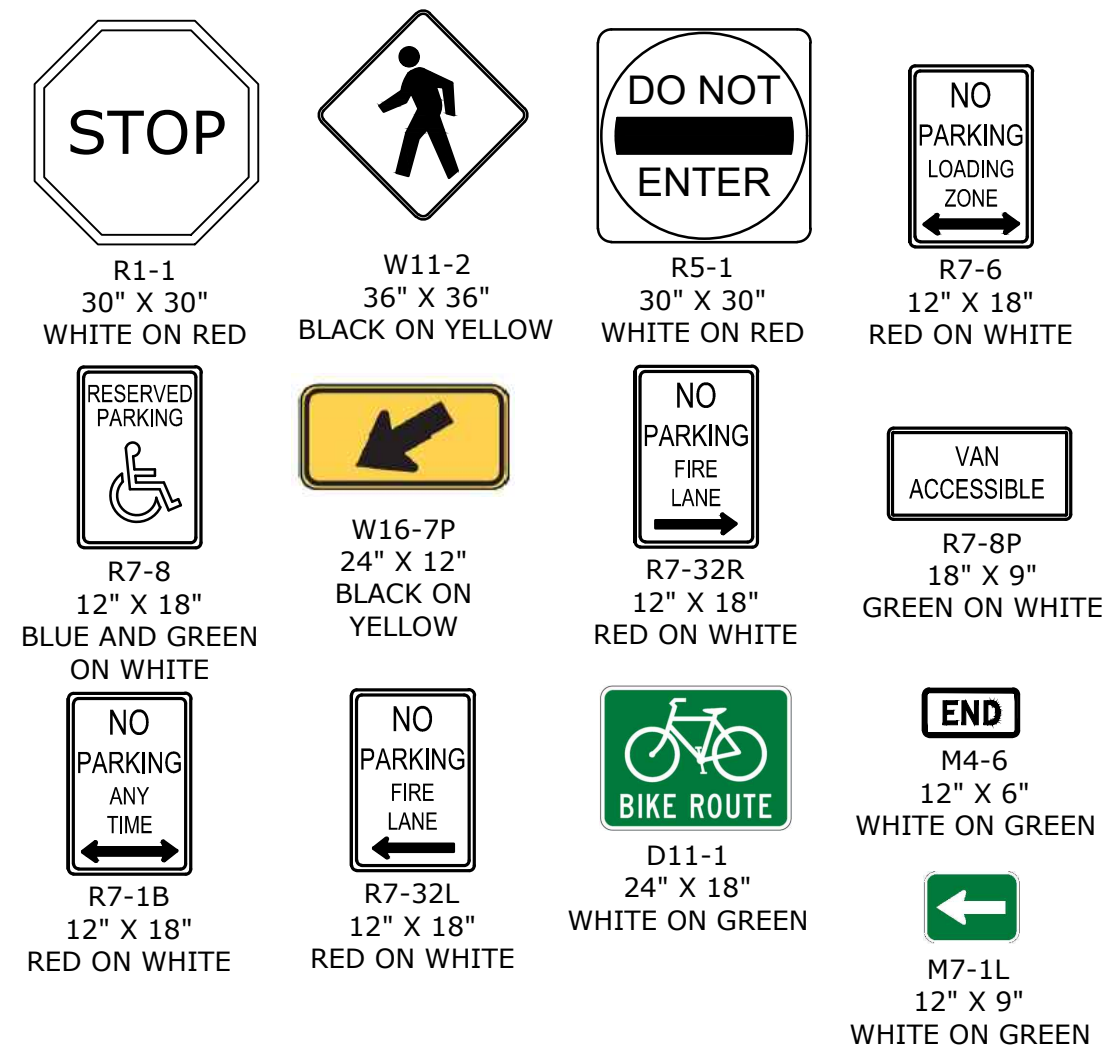 STOP
R1-1
30" X 30"
WHITE ON RED
W11-2
36" X 36"
BLACK ON YELLOW
DO NOT
ENTER
R5-1
30" X 30"
WHITE ON RED
NO
PARKING
LOADING
ZONE
R7-6
12" X 18"
RED ON WHITE
RESERVED
PARKING
R7-8
12" X 18"
BLUE AND GREEN
ON WHITE
W16-7P
24" X 12"
BLACK ON
YELLOW
NO
PARKING
FIRE
LANE
R7-32R
12" X 18"
RED ON WHITE
VAN
ACCESSIBLE
R7-8P
18" X 9"
GREEN ON WHITE
NO
PARKING
ANY
TIME
R7-1B
12" X 18"
RED ON WHITE
NO
PARKING
FIRE
LANE
R7-32L
12" X 18"
RED ON WHITE
BIKE ROUTE
D11-1
24" X 18"
WHITE ON GREEN
END
M4-6
12" X 6"
WHITE ON GREEN
M7-1L
12" X 9"
WHITE ON GREEN